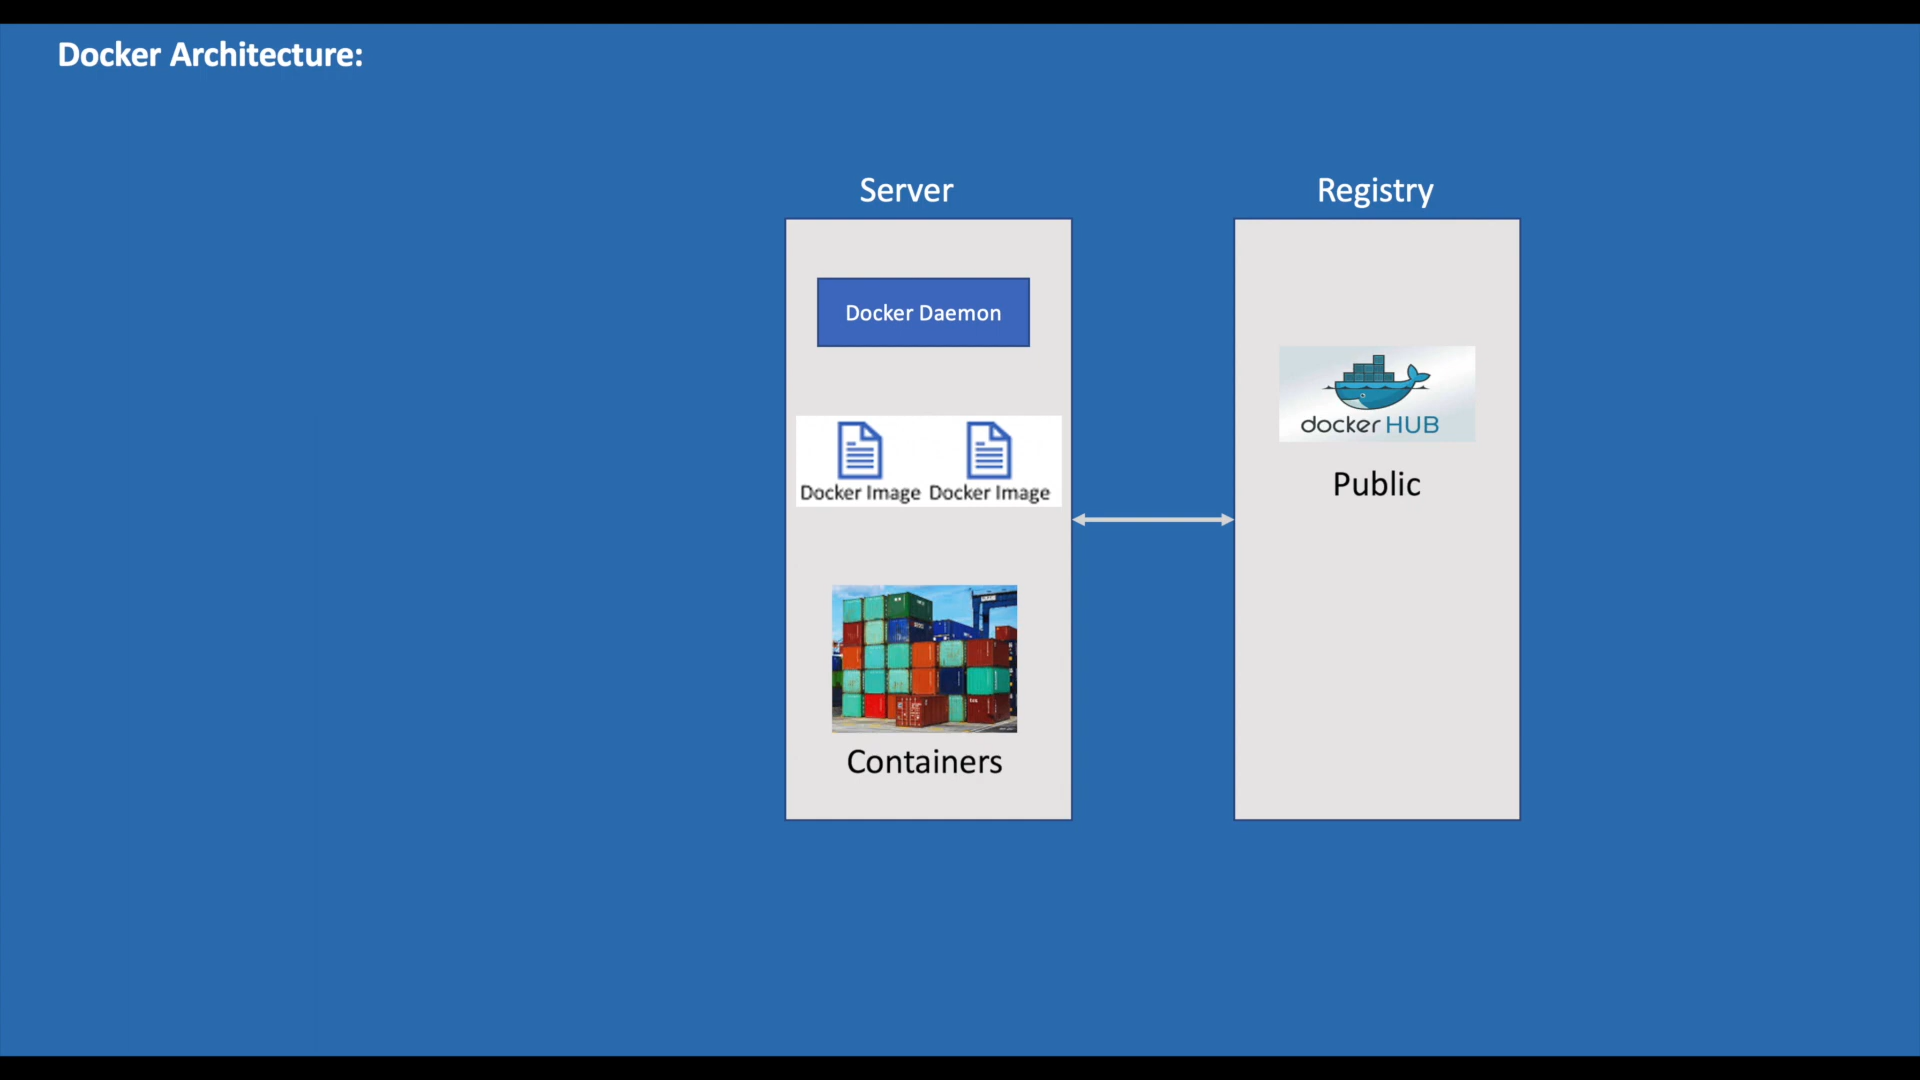 Docker Architecture:
Server
Registry
Docker Daemon
Docker Image Docker Image
Containers
docker HUB
Public